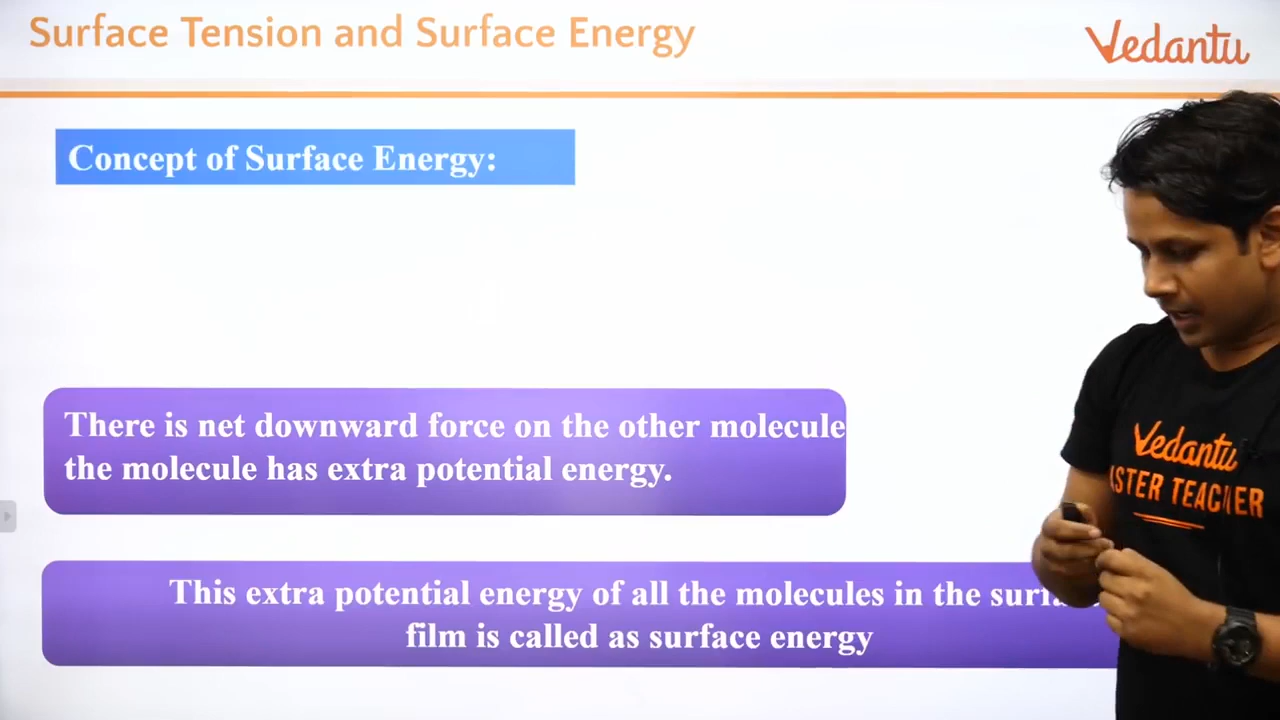 Surface Tension and Surface Energy
Vedantu
Concept of Surface Energy:
There is net downward force on the other molecule
the molecule has extra potential energy.
This extra potential energy of all the molecules in the
film is called as surface energy
Vedantu
TEACHER